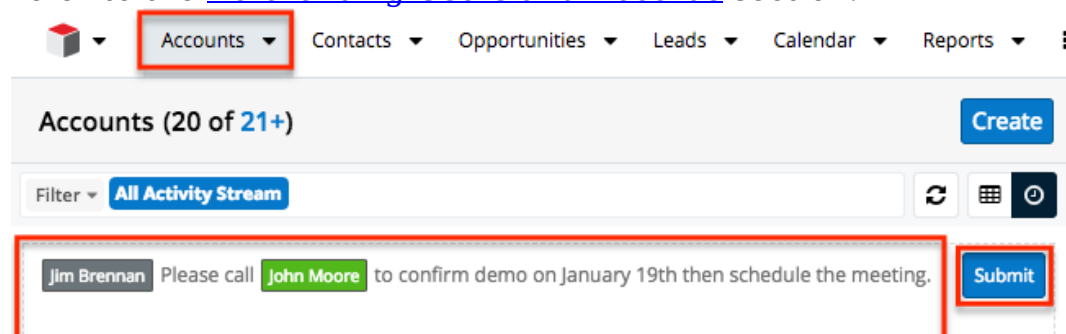 Accounts Contacts Opportunities Leads Calendar Reports
Accounts (20 of 21+)
Create
Filter All Activity Stream
Jim Brennan Please call John Moore to confirm demo on January 19th then schedule the meeting.
Submit